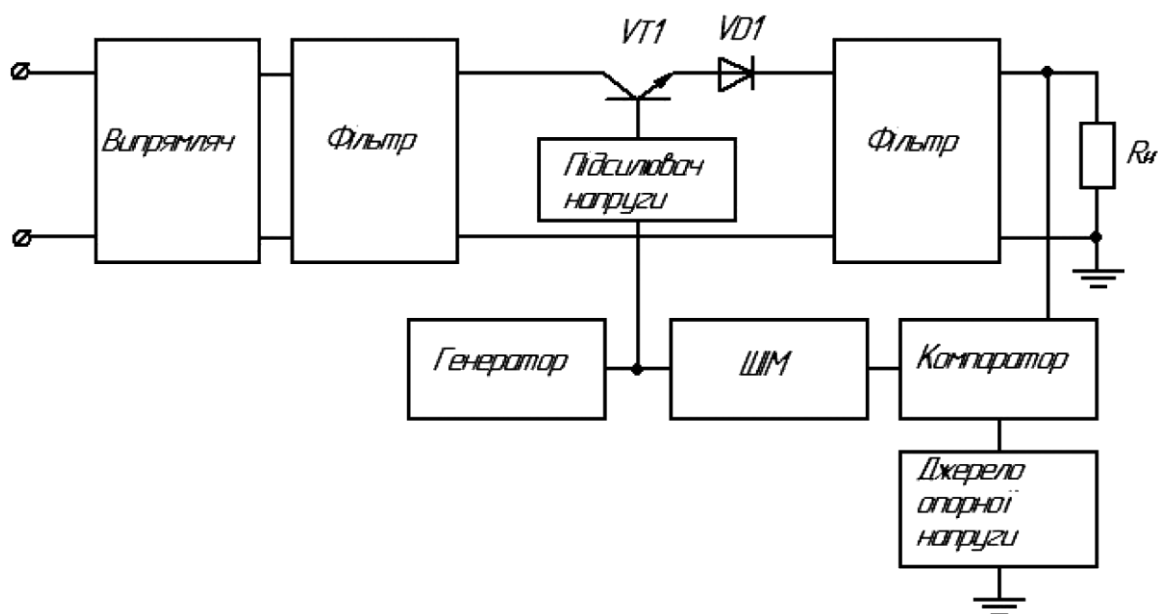 VT1
VD1
Випрямляч
Фільтр
Підсилювач
напруги
Фільтр
Rн
Генератор
ШІМ
Компаратор
Джерело
опорної
напруги